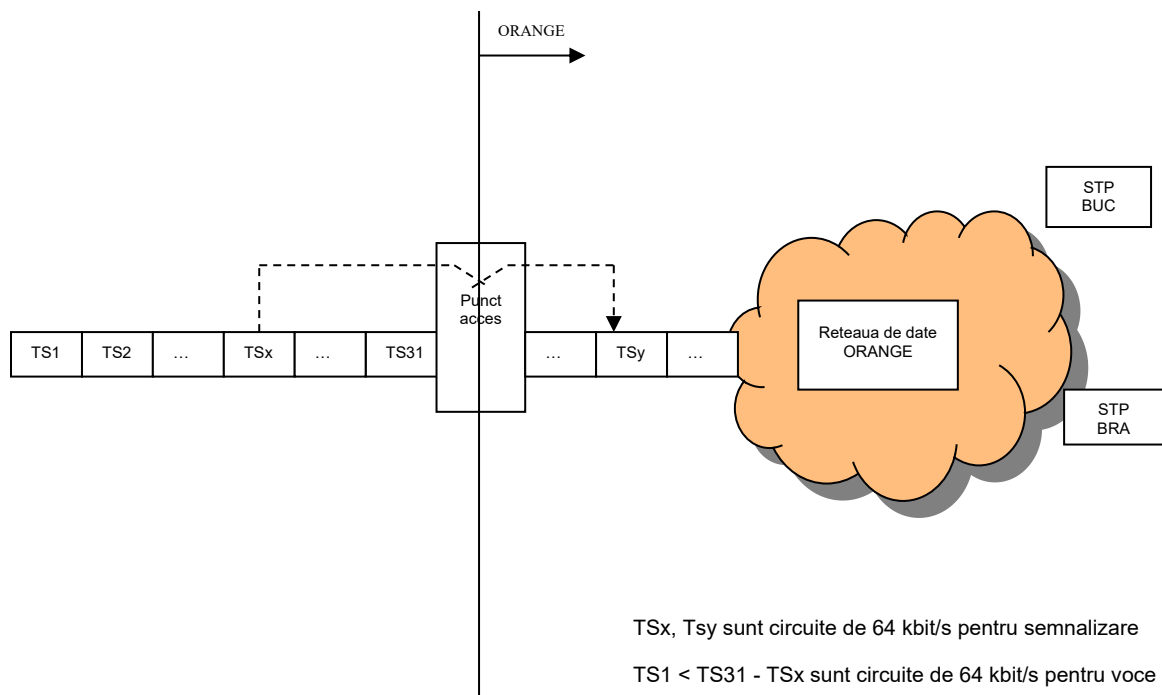 ORANGE
STP
BUC
Punct
acces
TS1 TS2 … TSx … TS31 … TSy …
Reteaua de date
ORANGE
STP
BRA
TSx, Tsy sunt circuite de 64 kbit/s pentru semnalizare
TS1 < TS31 - TSx sunt circuite de 64 kbit/s pentru voce